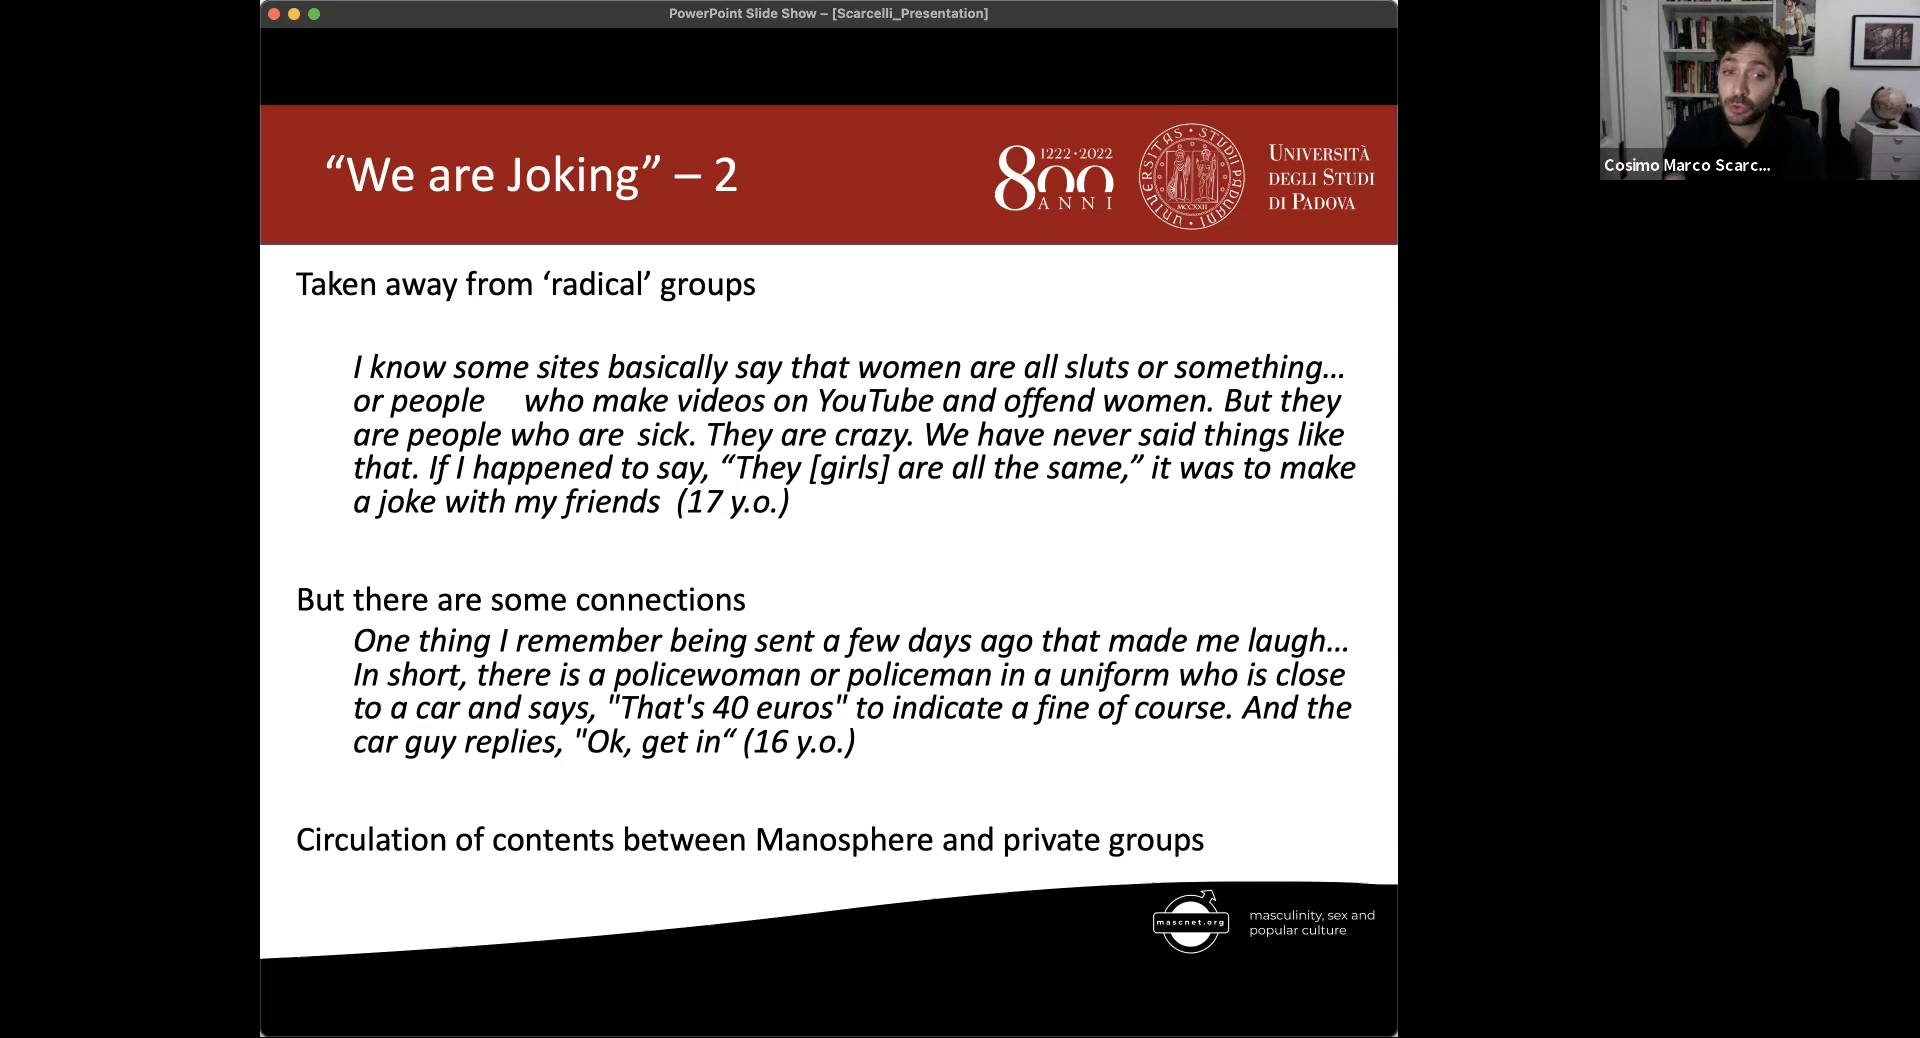 PowerPoint Slide Show – [Scarcelli_Presentation]
“We are Joking” – 2
1222·2022
800
ANNI
UNIVERSITAS STUDII PADUANI
MCCXXII
UNIVERSITÀ
DEGLI STUDI
DI PADOVA
Cosimo Marco Scarc...
Taken away from ‘radical’ groups
I know some sites basically say that women are all sluts or something…
or people who make videos on YouTube and offend women. But they
are people who are sick. They are crazy. We have never said things like
that. If I happened to say, “They [girls] are all the same,” it was to make
a joke with my friends (17 y.o.)
But there are some connections
One thing I remember being sent a few days ago that made me laugh…
In short, there is a policewoman or policeman in a uniform who is close
to a car and says, "That's 40 euros" to indicate a fine of course. And the
car guy replies, "Ok, get in“ (16 y.o.)
Circulation of contents between Manosphere and private groups
mascnet.org
masculinity, sex and
popular culture